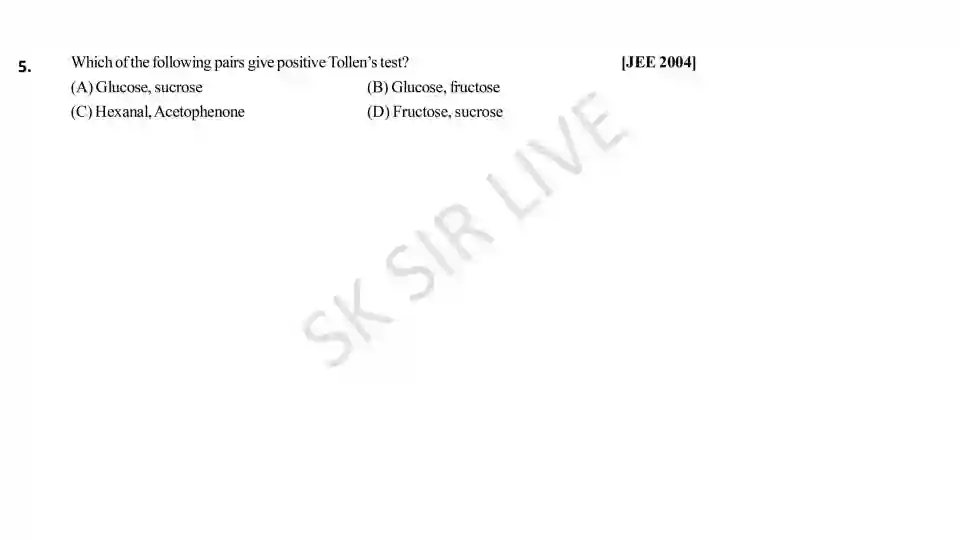 5. Which of the following pairs give positive Tollen's test? [JEE 2004]
(A) Glucose, sucrose (B) Glucose, fructose
(C) Hexanal, Acetophenone (D) Fructose, sucrose
SK SIR LIVE